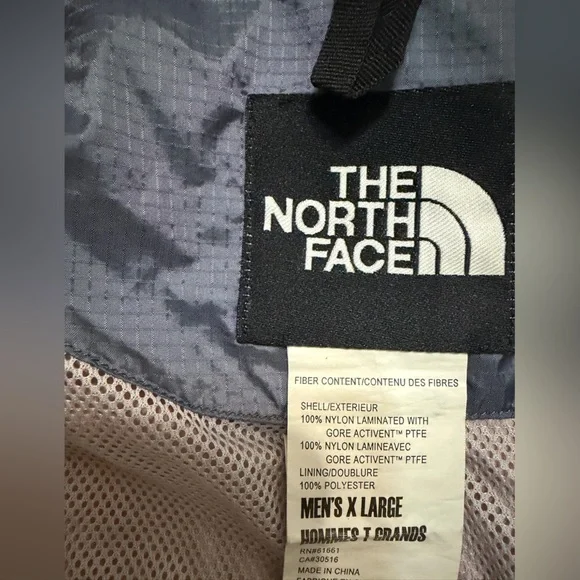 THE
NORTH
FACE
FIBER CONTENT/CONTENU DES FIBRES
SHELL/EXTERIEUR
100% NYLON LAMINATED WITH
GORE ACTIVENT™ PTFE
100% NYLON LAMINEAVEC
GORE ACTIVENT™ PTFE
LINING/DOUBLURE
100% POLYESTER
MEN'S X LARGE
HOMMES T GRANDS
RN#61661
CA#30516
MADE IN CHINA